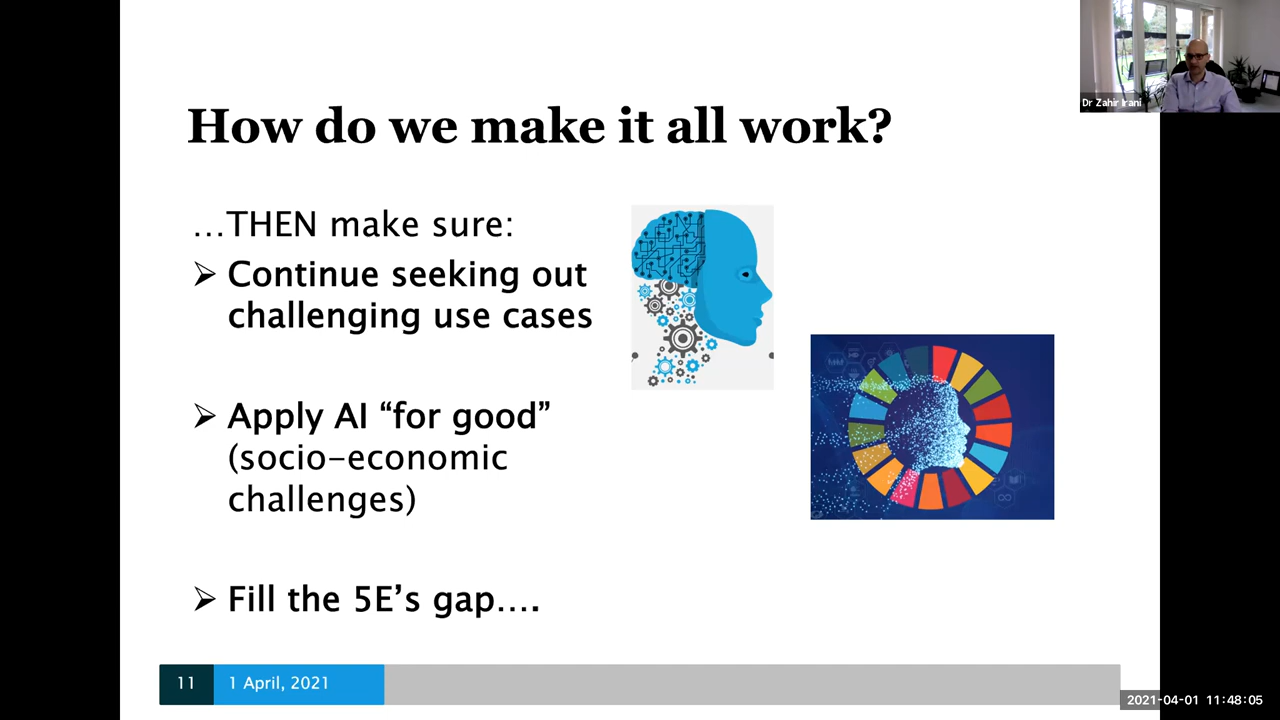 How do we make it all work?
…THEN make sure:
➢ Continue seeking out
challenging use cases
➢ Apply AI “for good”
(socio-economic
challenges)
➢ Fill the 5E’s gap….
11
1 April, 2021
Dr Zahir Irani
2021-04-01 11:48:05